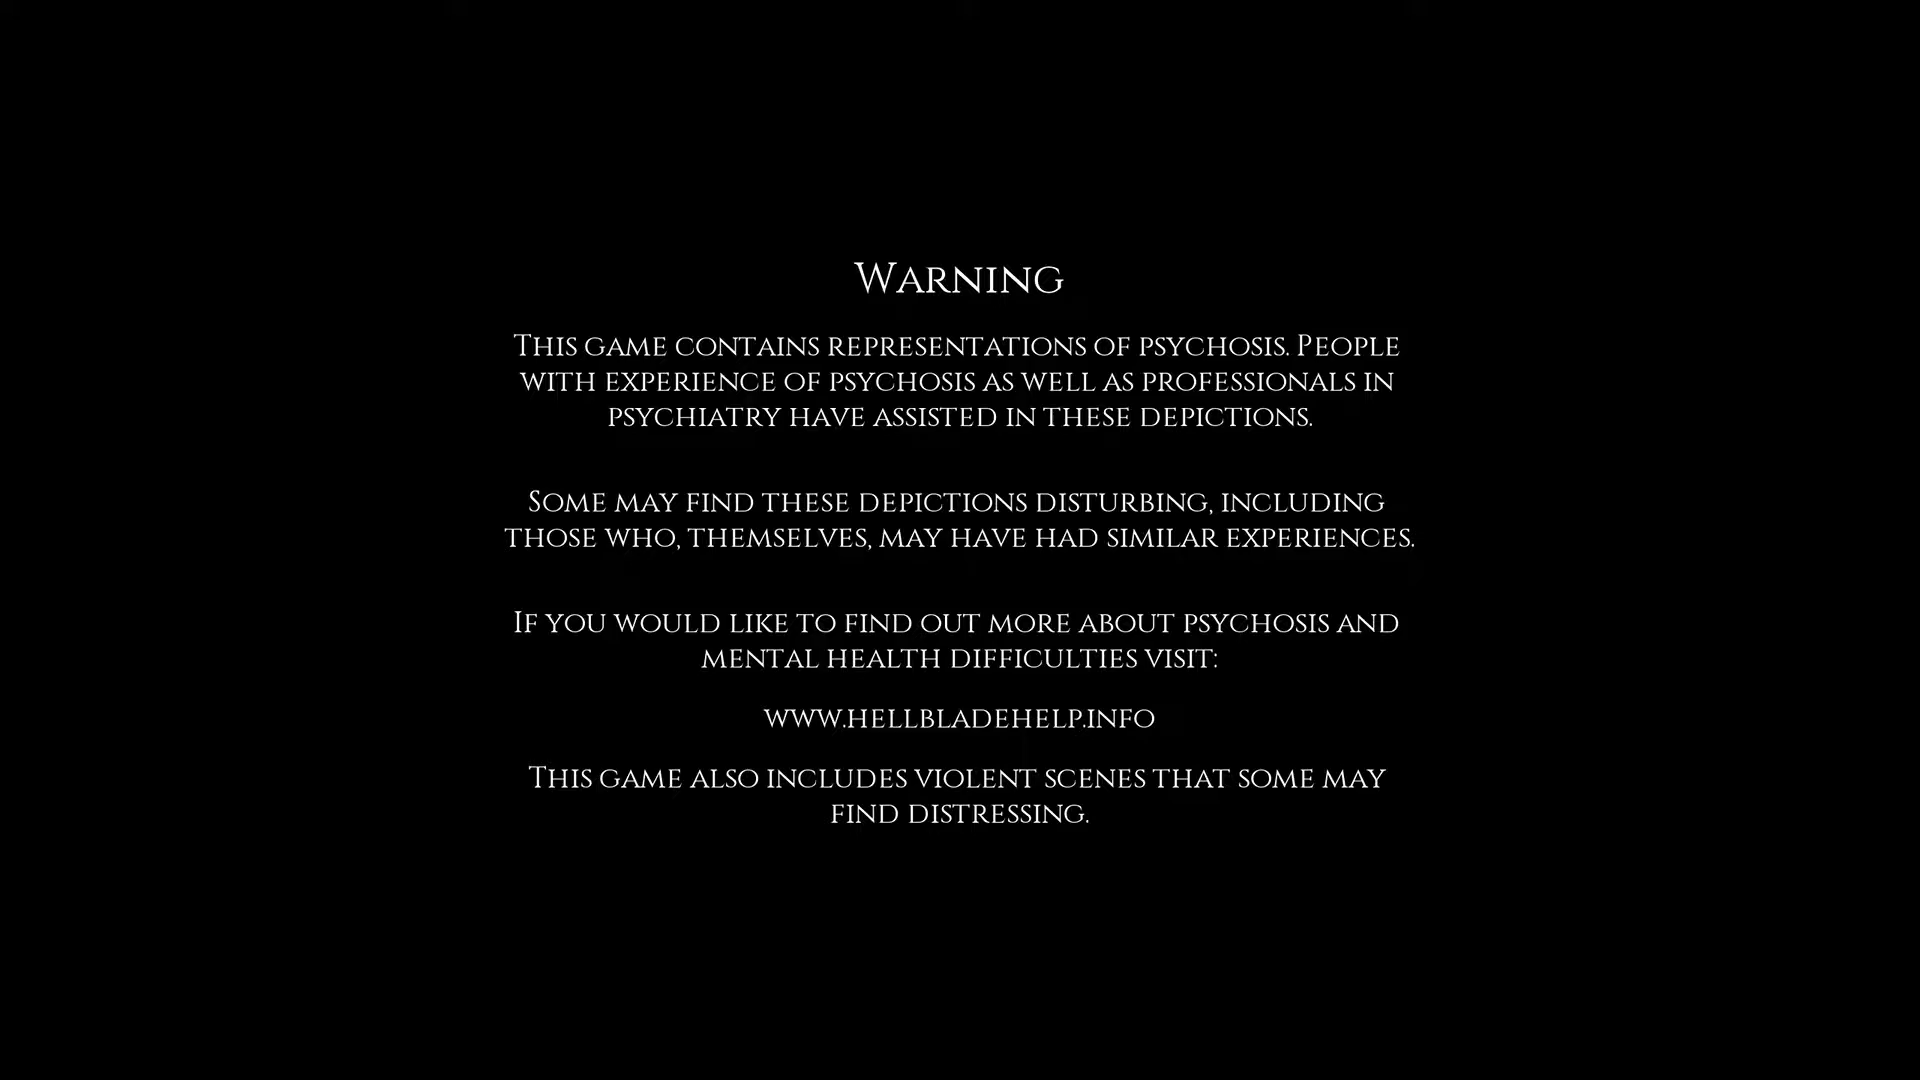 Warning
This game contains representations of psychosis. People
with experience of psychosis as well as professionals in
psychiatry have assisted in these depictions.
Some may find these depictions disturbing, including
those who, themselves, may have had similar experiences.
If you would like to find out more about psychosis and
mental health difficulties visit:
www.hellbladehelp.info
This game also includes violent scenes that some may
find distressing.